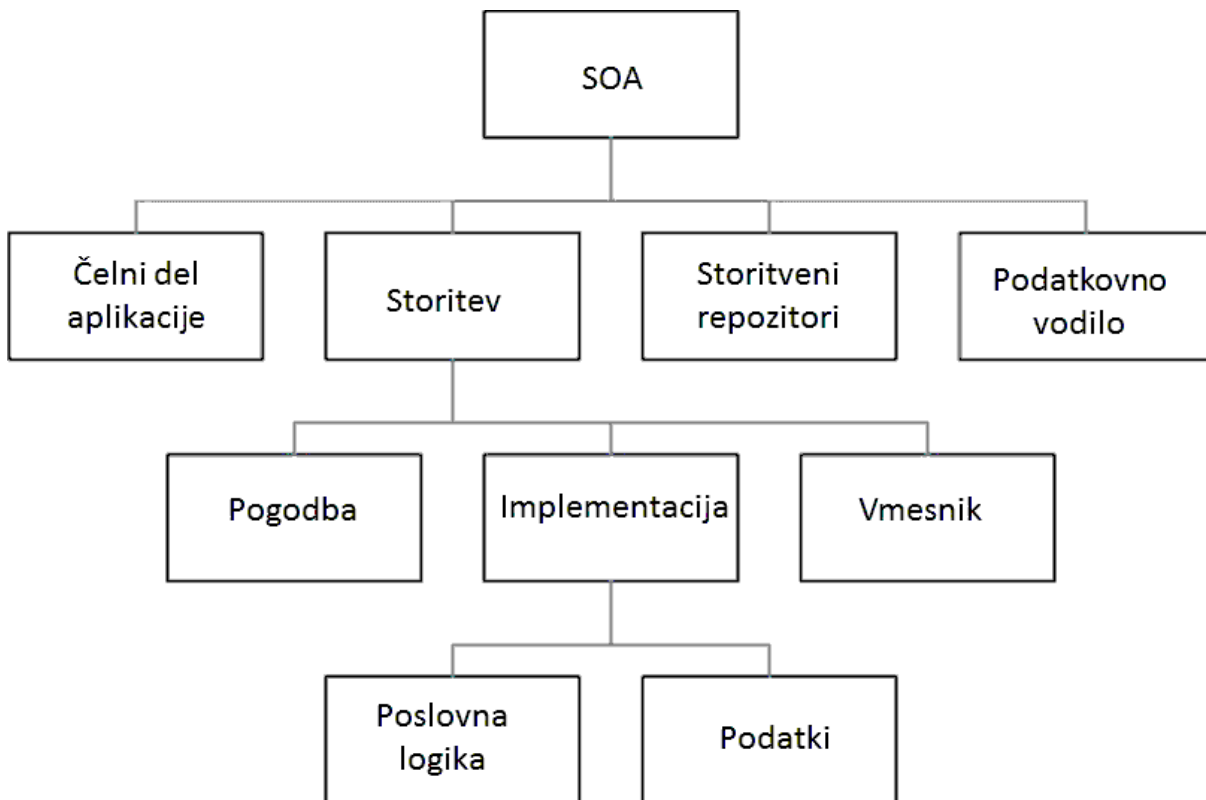 SOA
Čelni del
aplikacije
Storitev
Storitveni
repozitori
Podatkovno
vodilo
Pogodba
Implementacija
Vmesnik
Poslovna
logika
Podatki